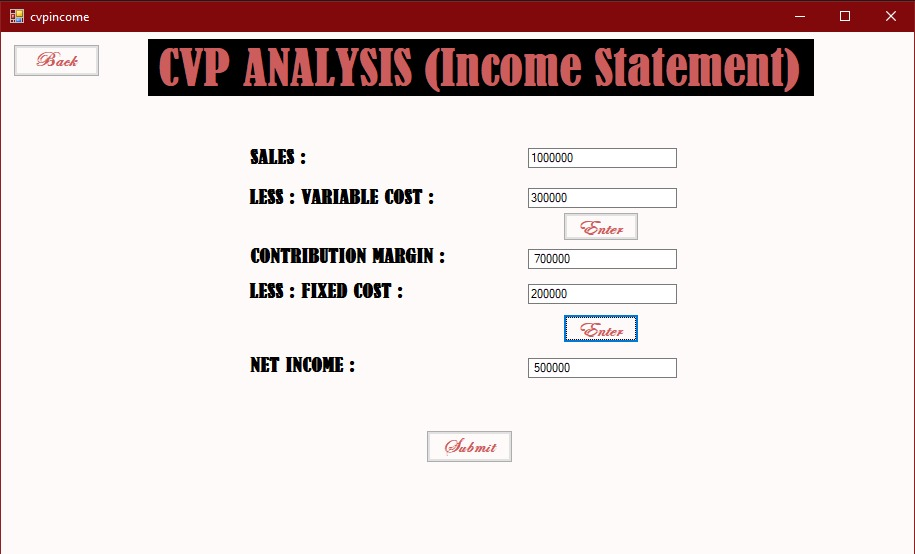 cvpincome
Back
CVP ANALYSIS (Income Statement)
SALES : 1000000
LESS : VARIABLE COST : 300000
Enter
CONTRIBUTION MARGIN : 700000
LESS : FIXED COST : 200000
Enter
NET INCOME : 500000
Submit